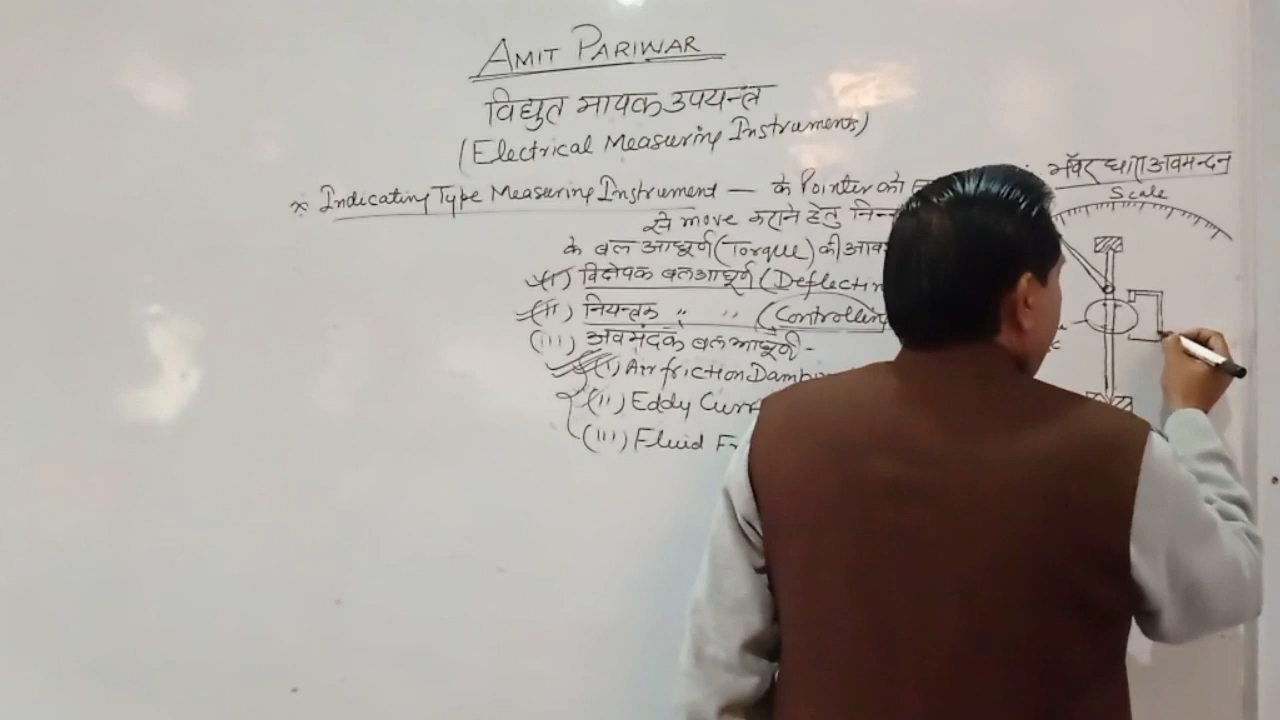 AMIT PARIWAR
विद्युत मापक उपयन्त्र
(Electrical Measuring Instruments)
* Indicating Type Measuring Instrument — के Pointer को
से move कराने हेतु निम्न
के बल आघूर्ण (Torque) की आव
(i) विक्षेपक बलआघूर्ण (Deflectin
(ii) नियन्त्रक " " (Controlling
(iii) अवमंदक बलआघूर्ण -
(i) Air friction Dampi
(ii) Eddy Curr
(iii) Fluid Fr
भँवर धारा अवमन्दन
Scale